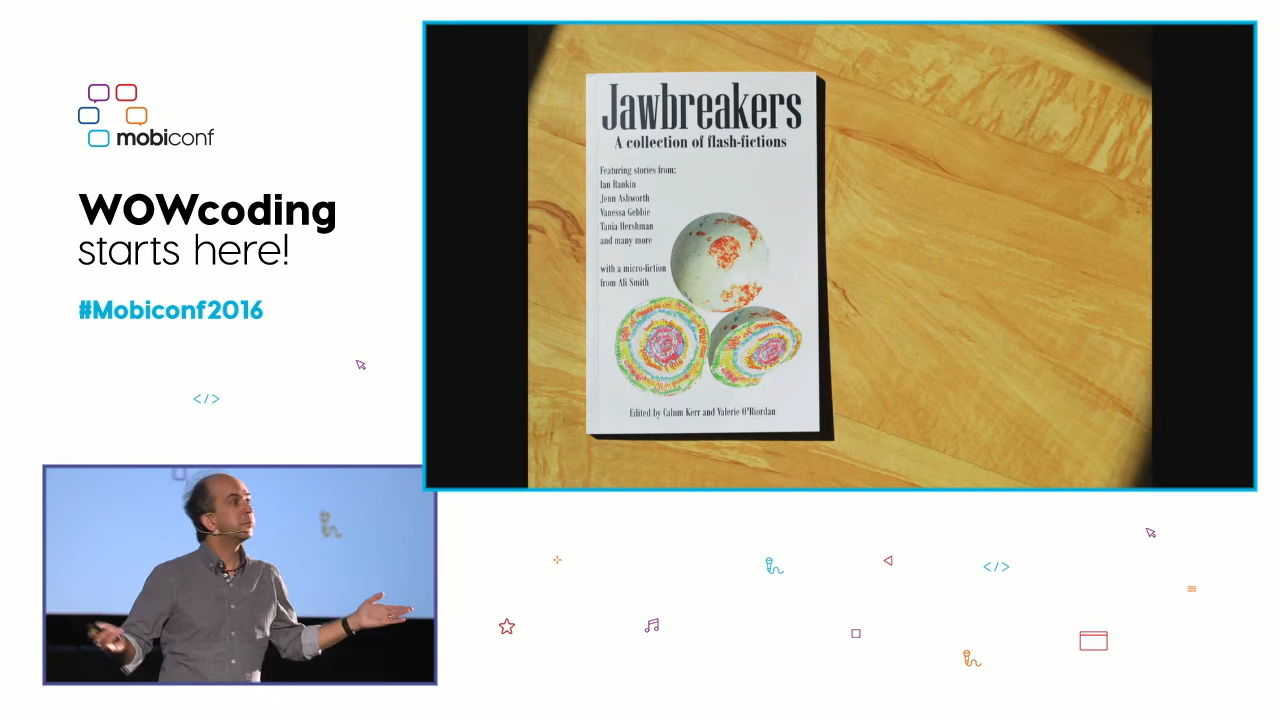 mobiconf
WOWcoding
starts here!
#Mobiconf2016
</>
Jawbreakers
A collection of flash-fictions
Featuring stories from:
Ian Rankin
Jenn Ashworth
Vanessa Gebbie
Tania Hershman
and many more
with a micro-fiction
from Ali Smith
Edited by Calum Kerr and Valerie O'Riordan
</>